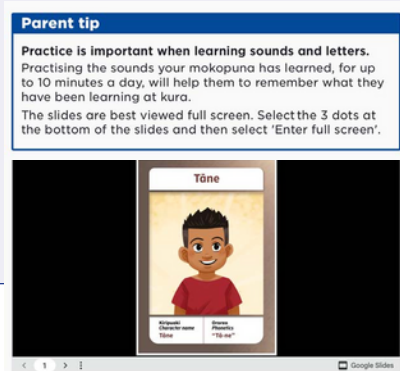 Parent tip
Practice is important when learning sounds and letters.
Practising the sounds your mokopuna has learned, for up
to 10 minutes a day, will help them to remember what they
have been learning at kura.
The slides are best viewed full screen. Select the 3 dots at
the bottom of the slides and then select 'Enter full screen'.
Tāne
Kiripuaki
Character name
Tāne
Oronga
Phonetics
"Tā-ne"
1
Google Slides